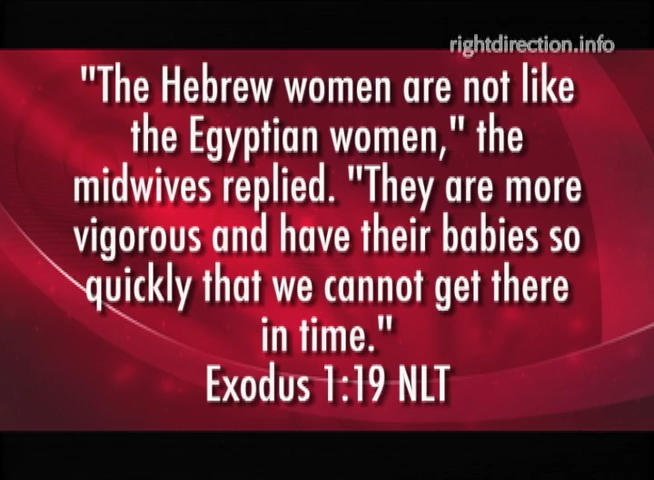 rightdirection.info
"The Hebrew women are not like
the Egyptian women," the
midwives replied. "They are more
vigorous and have their babies so
quickly that we cannot get there
in time."
Exodus 1:19 NLT